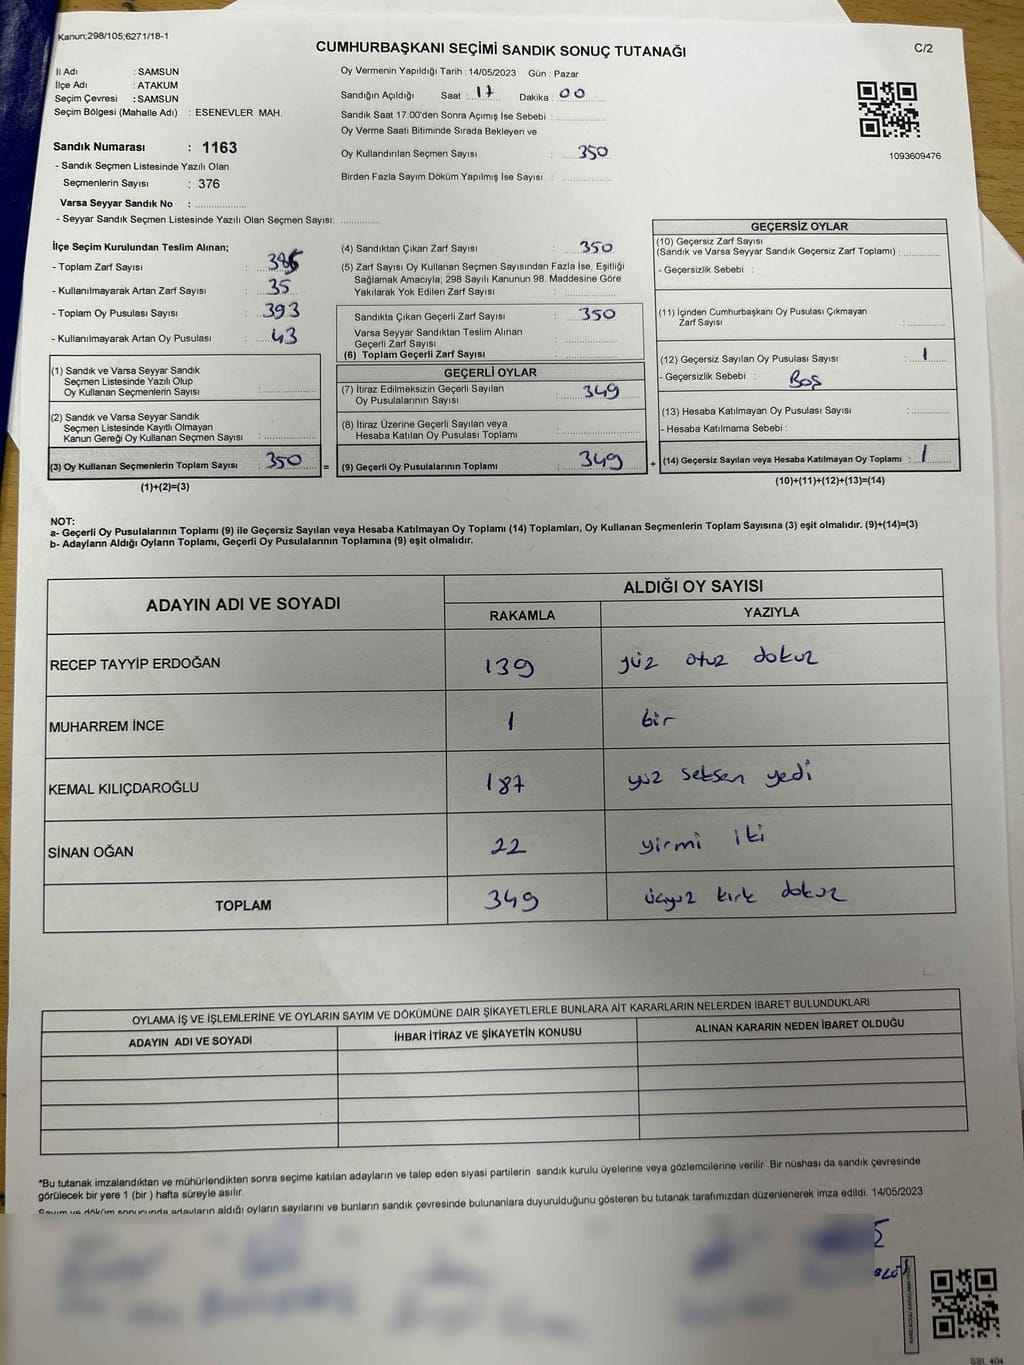 Kanun;298/105;6271/18-1
CUMHURBAŞKANI SEÇİMİ SANDIK SONUÇ TUTANAĞI
C/2
İl Adı : SAMSUN
İlçe Adı : ATAKUM
Seçim Çevresi : SAMSUN
Seçim Bölgesi (Mahalle Adı) : ESENEVLER MAH.
Sandık Numarası : 1163
- Sandık Seçmen Listesinde Yazılı Olan
Seçmenlerin Sayısı : 376
Varsa Seyyar Sandık No : ....................
- Seyyar Sandık Seçmen Listesinde Yazılı Olan Seçmen Sayısı: ...............
Oy Vermenin Yapıldığı Tarih : 14/05/2023 Gün : Pazar
Sandığın Açıldığı Saat : 17 Dakika : 00
Sandık Saat 17.00'den Sonra Açımış İse Sebebi : ....................
Oy Verme Saati Bitiminde Sırada Bekleyen ve
Oy Kullandırılan Seçmen Sayısı : 350
Birden Fazla Sayım Döküm Yapılmış İse Sayısı : ....................
1093609476
İlçe Seçim Kurulundan Teslim Alınan;
- Toplam Zarf Sayısı :
- Kullanılmayarak Artan Zarf Sayısı : 35
- Toplam Oy Pusulası Sayısı : 393
- Kullanılmayarak Artan Oy Pusulası : 43
(1) Sandık ve Varsa Seyyar Sandık
Seçmen Listesinde Yazılı Olup
Oy Kullanan Seçmenlerin Sayısı : ....................
(2) Sandık ve Varsa Seyyar Sandık
Seçmen Listesinde Kayıtlı Olmayan
Kanun Gereği Oy Kullanan Seçmen Sayısı : ....................
(3) Oy Kullanan Seçmenlerin Toplam Sayısı : 350 =
(1)+(2)=(3)
(4) Sandıktan Çıkan Zarf Sayısı : 350
(5) Zarf Sayısı Oy Kullanan Seçmen Sayısından Fazla İse, Eşitliği
Sağlamak Amacıyla; 298 Sayılı Kanunun 98. Maddesine Göre
Yakılarak Yok Edilen Zarf Sayısı : ....................
Sandıkta Çıkan Geçerli Zarf Sayısı : 350
Varsa Seyyar Sandıktan Teslim Alınan
Geçerli Zarf Sayısı : ....................
(6) Toplam Geçerli Zarf Sayısı : ....................
GEÇERLİ OYLAR
(7) İtiraz Edilmeksizin Geçerli Sayılan
Oy Pusulalarının Sayısı : 349
(8) İtiraz Üzerine Geçerli Sayılan veya
Hesaba Katılan Oy Pusulası Toplamı : ....................
(9) Geçerli Oy Pusulalarının Toplamı : 349 +
GEÇERSİZ OYLAR
(10) Geçersiz Zarf Sayısı
(Sandık ve Varsa Seyyar Sandık Geçersiz Zarf Toplamı) : ...............
- Geçersizlik Sebebi :
(11) İçinden Cumhurbaşkanı Oy Pusulası Çıkmayan
Zarf Sayısı : ...............
(12) Geçersiz Sayılan Oy Pusulası Sayısı : 1
- Geçersizlik Sebebi : Boş
(13) Hesaba Katılmayan Oy Pusulası Sayısı : ...............
- Hesaba Katılmama Sebebi :
(14) Geçersiz Sayılan veya Hesaba Katılmayan Oy Toplamı : 1
(10)+(11)+(12)+(13)=(14)
NOT:
a- Geçerli Oy Pusulalarının Toplamı (9) ile Geçersiz Sayılan veya Hesaba Katılmayan Oy Toplamı (14) Toplamları, Oy Kullanan Seçmenlerin Toplam Sayısına (3) eşit olmalıdır. (9)+(14)=(3)
b- Adayların Aldığı Oyların Toplamı, Geçerli Oy Pusulalarının Toplamına (9) eşit olmalıdır.
ADAYIN ADI VE SOYADI
ALDIĞI OY SAYISI
RAKAMLA YAZIYLA
RECEP TAYYİP ERDOĞAN 139 yüz otuz dokuz
MUHARREM İNCE 1 bir
KEMAL KILIÇDAROĞLU 187 yüz seksen yedi
SİNAN OĞAN 22 yirmi iki
TOPLAM 349 üçyüz kırk dokuz
OYLAMA İŞ VE İŞLEMLERİNE VE OYLARIN SAYIM VE DÖKÜMÜNE DAİR ŞİKAYETLERLE BUNLARA AİT KARARLARIN NELERDEN İBARET BULUNDUKLARI
ADAYIN ADI VE SOYADI İHBAR İTİRAZ VE ŞİKAYETİN KONUSU ALINAN KARARIN NEDEN İBARET OLDUĞU
*Bu tutanak imzalandıktan ve mühürlendikten sonra seçime katılan adayların ve talep eden siyasi partilerin sandık kurulu üyelerine veya gözlemcilerine verilir .Bir nüshası da sandık çevresinde
görülecek bir yere 1 (bir ) hafta süreyle asılır.
Sayım ve döküm sonucunda adayların aldığı oyların sayılarını ve bunların sandık çevresinde bulunanlara duyurulduğunu gösteren bu tutanak tarafımızdan düzenlenerek imza edildi. 14/05/2023